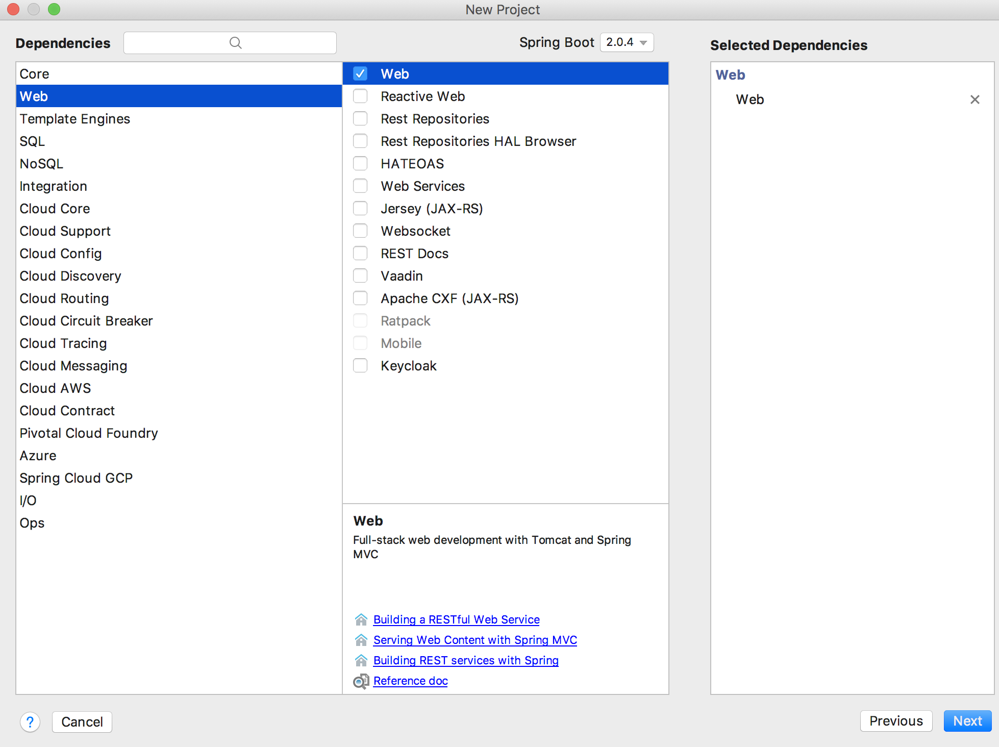 New Project
Dependencies
Spring Boot 2.0.4
Selected Dependencies
Core
Web
Template Engines
SQL
NoSQL
Integration
Cloud Core
Cloud Support
Cloud Config
Cloud Discovery
Cloud Routing
Cloud Circuit Breaker
Cloud Tracing
Cloud Messaging
Cloud AWS
Cloud Contract
Pivotal Cloud Foundry
Azure
Spring Cloud GCP
I/O
Ops
Web
Reactive Web
Rest Repositories
Rest Repositories HAL Browser
HATEOAS
Web Services
Jersey (JAX-RS)
Websocket
REST Docs
Vaadin
Apache CXF (JAX-RS)
Ratpack
Mobile
Keycloak
Web
Full-stack web development with Tomcat and Spring
MVC
Building a RESTful Web Service
Serving Web Content with Spring MVC
Building REST services with Spring
Reference doc
Web
Web
?
Cancel
Previous
Next